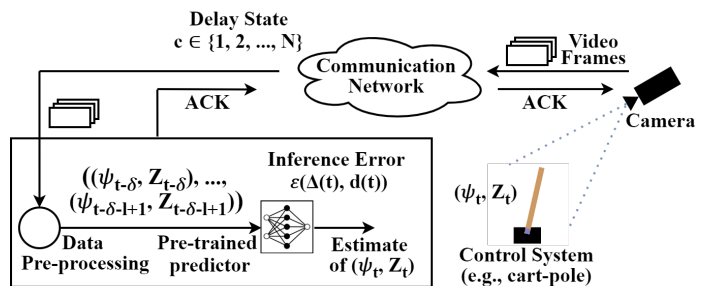 Delay State
c ∈ {1, 2, ..., N}
Communication
Network
Video
Frames
ACK
ACK
Camera
((ψt-δ, Zt-δ), ...,
(ψt-δ-l+1, Zt-δ-l+1))
Inference Error
ε(Δ(t), d(t))
(ψt, Zt)
Data
Pre-processing
Pre-trained
predictor
Estimate
of (ψt, Zt)
Control System
(e.g., cart-pole)